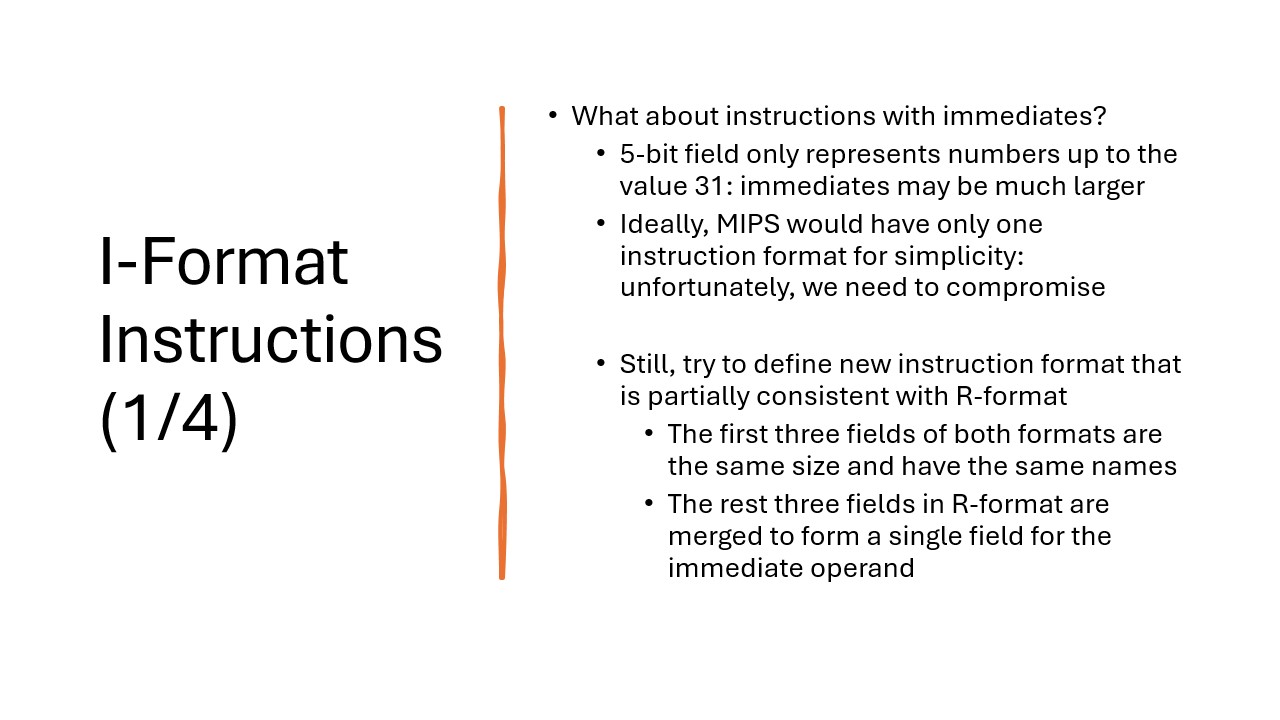 I-Format
Instructions
(1/4)
• What about instructions with immediates?
• 5-bit field only represents numbers up to the
value 31: immediates may be much larger
• Ideally, MIPS would have only one
instruction format for simplicity:
unfortunately, we need to compromise
• Still, try to define new instruction format that
is partially consistent with R-format
• The first three fields of both formats are
the same size and have the same names
• The rest three fields in R-format are
merged to form a single field for the
immediate operand